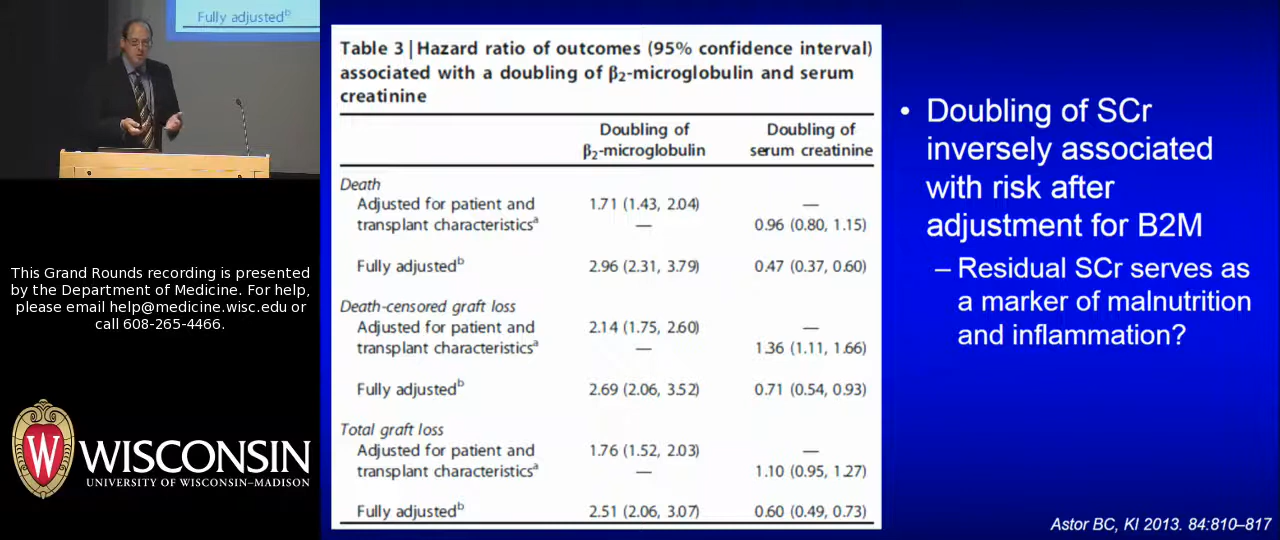 Fully adjustedᵇ
This Grand Rounds recording is presented
by the Department of Medicine. For help,
please email help@medicine.wisc.edu or
call 608-265-4466.
W
WISCONSIN
UNIVERSITY OF WISCONSIN–MADISON
Table 3 | Hazard ratio of outcomes (95% confidence interval)
associated with a doubling of β₂-microglobulin and serum
creatinine
Doubling of Doubling of
β₂-microglobulin serum creatinine
Death
Adjusted for patient and 1.71 (1.43, 2.04) —
transplant characteristicsᵃ — 0.96 (0.80, 1.15)
Fully adjustedᵇ 2.96 (2.31, 3.79) 0.47 (0.37, 0.60)
Death-censored graft loss
Adjusted for patient and 2.14 (1.75, 2.60) —
transplant characteristicsᵃ — 1.36 (1.11, 1.66)
Fully adjustedᵇ 2.69 (2.06, 3.52) 0.71 (0.54, 0.93)
Total graft loss
Adjusted for patient and 1.76 (1.52, 2.03) —
transplant characteristicsᵃ — 1.10 (0.95, 1.27)
Fully adjustedᵇ 2.51 (2.06, 3.07) 0.60 (0.49, 0.73)
• Doubling of SCr
inversely associated
with risk after
adjustment for B2M
– Residual SCr serves as
a marker of malnutrition
and inflammation?
Astor BC, KI 2013. 84:810–817